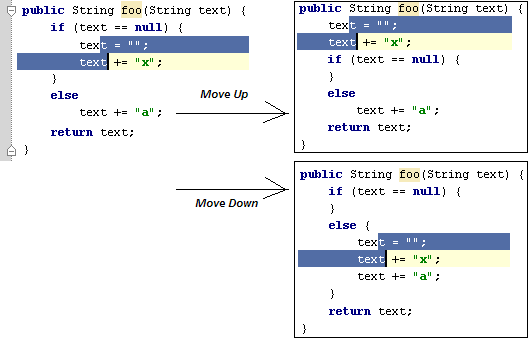 public String foo(String text) {
    if (text == null) {
        text = "";
        text += "x";
    }
    else
        text += "a";
    return text;
}
Move Up
public String foo(String text) {
    text = "";
    text += "x";
    if (text == null) {
    }
    else
        text += "a";
    return text;
}
Move Down
public String foo(String text) {
    if (text == null) {
    }
    else {
        text = "";
        text += "x";
        text += "a";
    }
    return text;
}